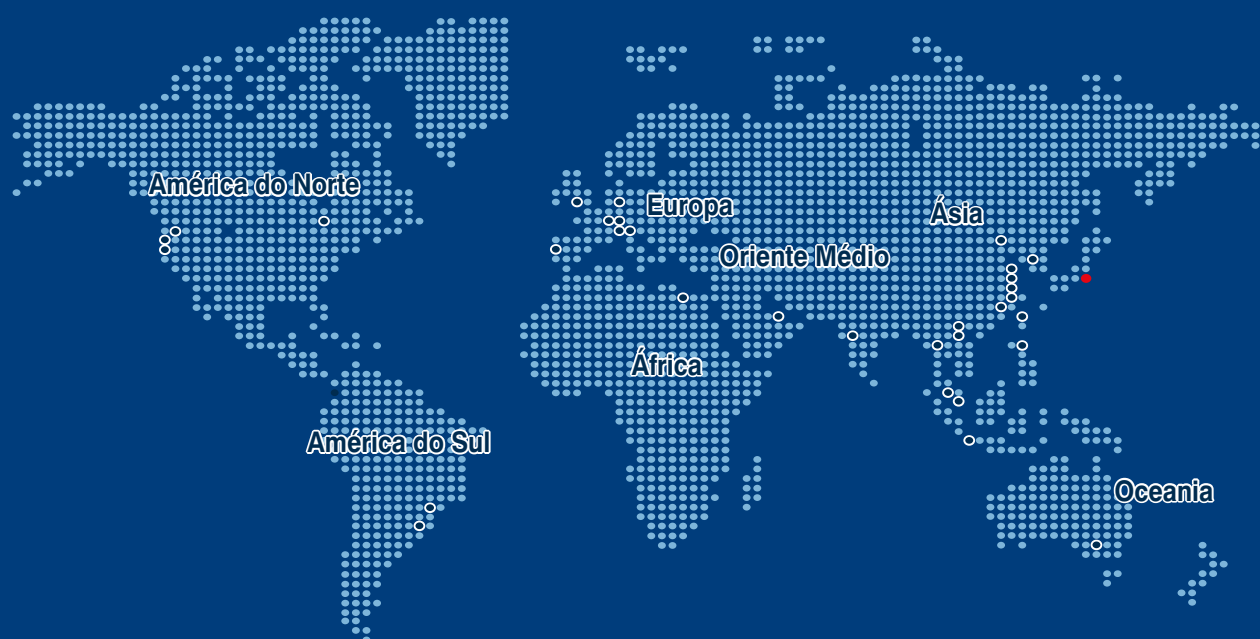 América do Norte
Europa
Ásia
Oriente Médio
África
América do Sul
Oceania